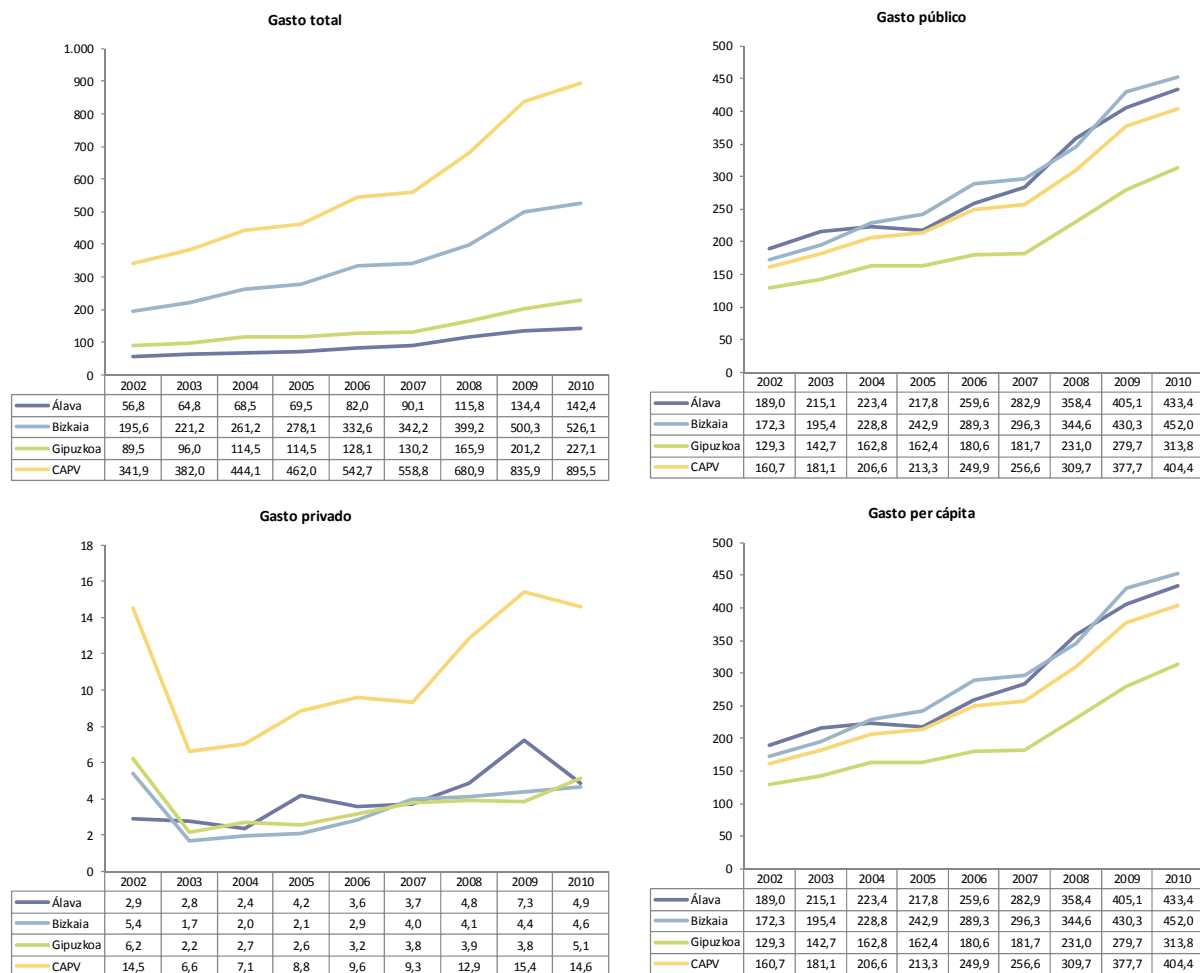 Gasto total
1.000
900
800
700
600
500
400
300
200
100
0
2002 2003 2004 2005 2006 2007 2008 2009 2010
Álava 56,8 64,8 68,5 69,5 82,0 90,1 115,8 134,4 142,4
Bizkaia 195,6 221,2 261,2 278,1 332,6 342,2 399,2 500,3 526,1
Gipuzkoa 89,5 96,0 114,5 114,5 128,1 130,2 165,9 201,2 227,1
CAPV 341,9 382,0 444,1 462,0 542,7 558,8 680,9 835,9 895,5
Gasto público
500
450
400
350
300
250
200
150
100
50
0
2002 2003 2004 2005 2006 2007 2008 2009 2010
Álava 189,0 215,1 223,4 217,8 259,6 282,9 358,4 405,1 433,4
Bizkaia 172,3 195,4 228,8 242,9 289,3 296,3 344,6 430,3 452,0
Gipuzkoa 129,3 142,7 162,8 162,4 180,6 181,7 231,0 279,7 313,8
CAPV 160,7 181,1 206,6 213,3 249,9 256,6 309,7 377,7 404,4
Gasto privado
18
16
14
12
10
8
6
4
2
0
2002 2003 2004 2005 2006 2007 2008 2009 2010
Álava 2,9 2,8 2,4 4,2 3,6 3,7 4,8 7,3 4,9
Bizkaia 5,4 1,7 2,0 2,1 2,9 4,0 4,1 4,4 4,6
Gipuzkoa 6,2 2,2 2,7 2,6 3,2 3,8 3,9 3,8 5,1
CAPV 14,5 6,6 7,1 8,8 9,6 9,3 12,9 15,4 14,6
Gasto per cápita
500
450
400
350
300
250
200
150
100
50
0
2002 2003 2004 2005 2006 2007 2008 2009 2010
Álava 189,0 215,1 223,4 217,8 259,6 282,9 358,4 405,1 433,4
Bizkaia 172,3 195,4 228,8 242,9 289,3 296,3 344,6 430,3 452,0
Gipuzkoa 129,3 142,7 162,8 162,4 180,6 181,7 231,0 279,7 313,8
CAPV 160,7 181,1 206,6 213,3 249,9 256,6 309,7 377,7 404,4